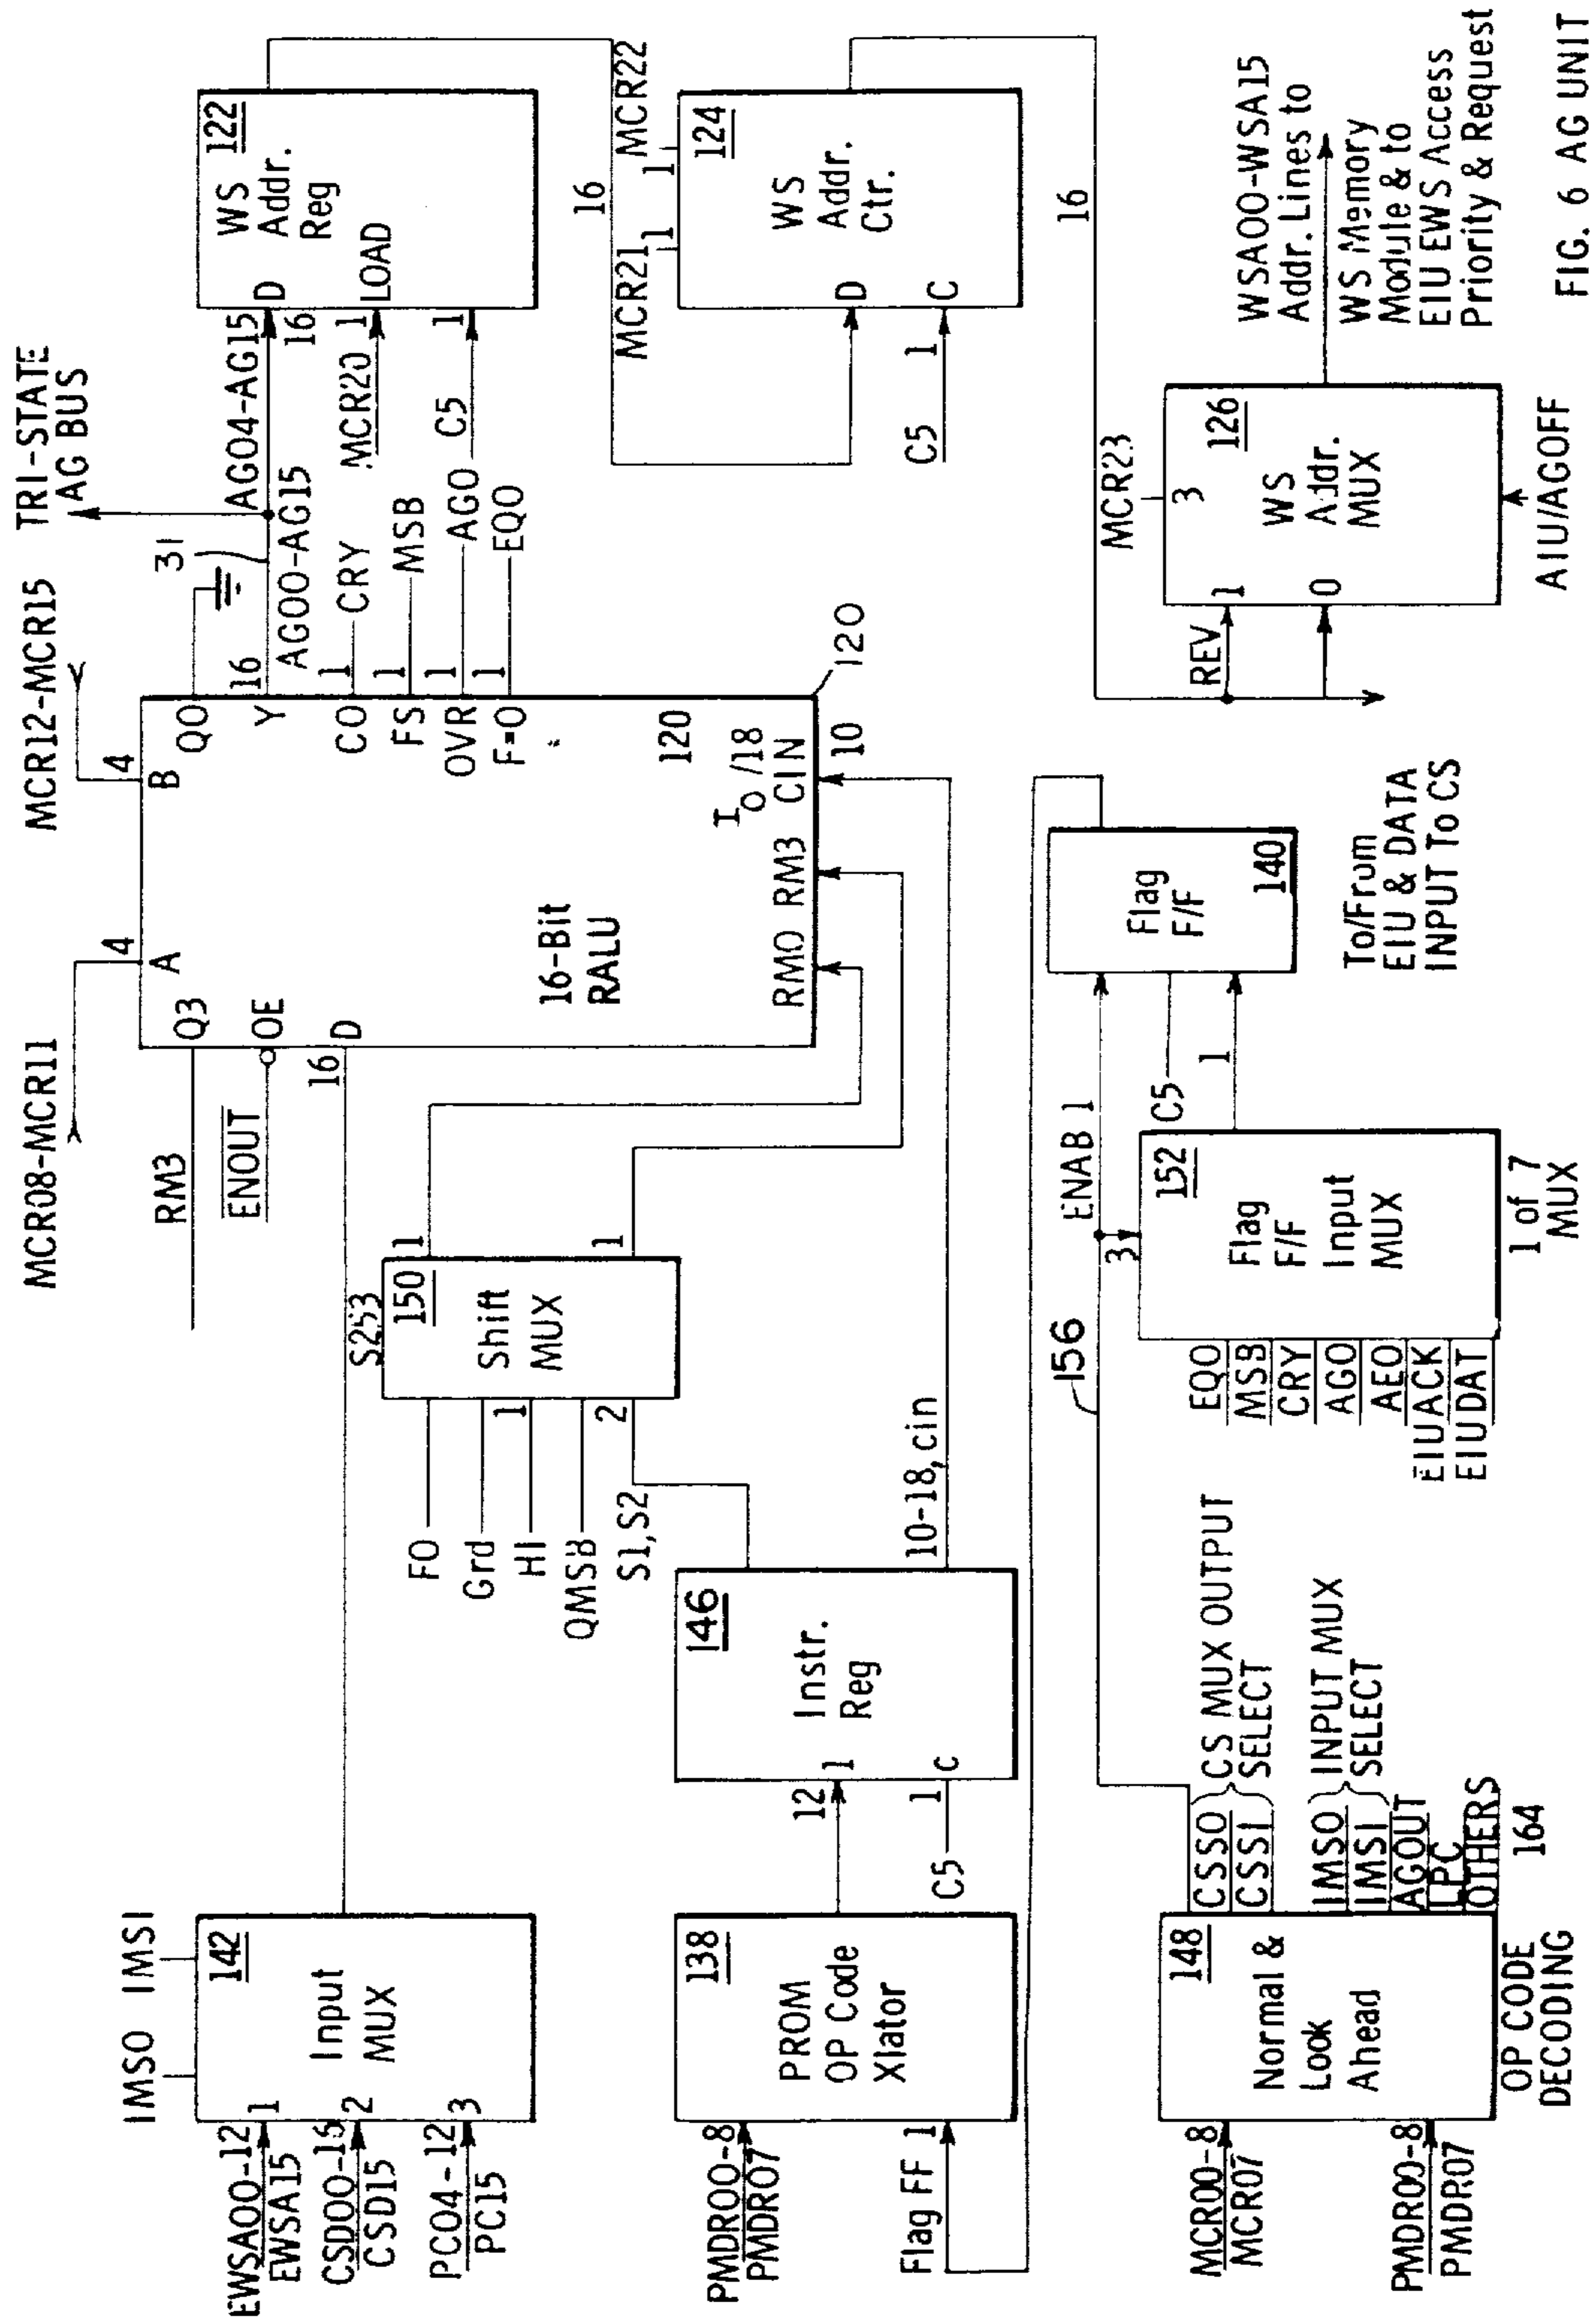 TRI-STATE
AG BUS
MCR12-MCR15
MCR08-MCR11
4
4
31
A
B
RM3
Q3
Q0
ENOUT
OE
16
D
16
Y
AG00-AG15
AG04-AG15
1
CO
CRY
1
FS
MSB
1
OVR
AGO
1
F=0
EQO
16-Bit
RALU
120
120
RMO
RM3
IO/18
CIN
10
122
WS
Addr.
Reg
D
16
LOAD
MCR20
1
C5
1
16
MCR21
1
MCR22
1
124
WS
Addr.
Ctr.
D
C
C5
1
16
MCR23
3
126
WS
Addr.
MUX
REV
1
0
AIU/AGOFF
WSAOO-WSA15
Addr. Lines to
WS Memory
Module & to
EIU EWS Access
Priority & Request
IMSO
IMSI
142
Input
MUX
EWSA00-12
EWSA15
1
CSD00-16
CSD15
2
PC04-12
PC15
3
S253
150
Shift
MUX
1
1
FO
Grd
HI
1
QMSB
S1,S2
2
138
PROM
OP Code
Xlator
PMDR00-8
PMDR07
Flag FF
1
146
Instr.
Reg
12
1
C5
1
c
10-18,cin
148
Normal &
Look
Ahead
MCR00-8
MCR07
PMDR00-8
PMDR07
OP CODE
DECODING
CSSO
CSSI
CS MUX OUTPUT
SELECT
IMSO
IMSI
INPUT MUX
SELECT
AGOUT
LPC
OTHERS
164
156
ENAB 1
3
152
Flag
F/F
Input
MUX
1 of 7
MUX
EQO
MSB
CRY
AGO
AEO
EIUACK
EIUDAT
C5
1
Flag
F/F
140
To/From
EIU & DATA
INPUT To CS
FIG. 6 AG UNIT